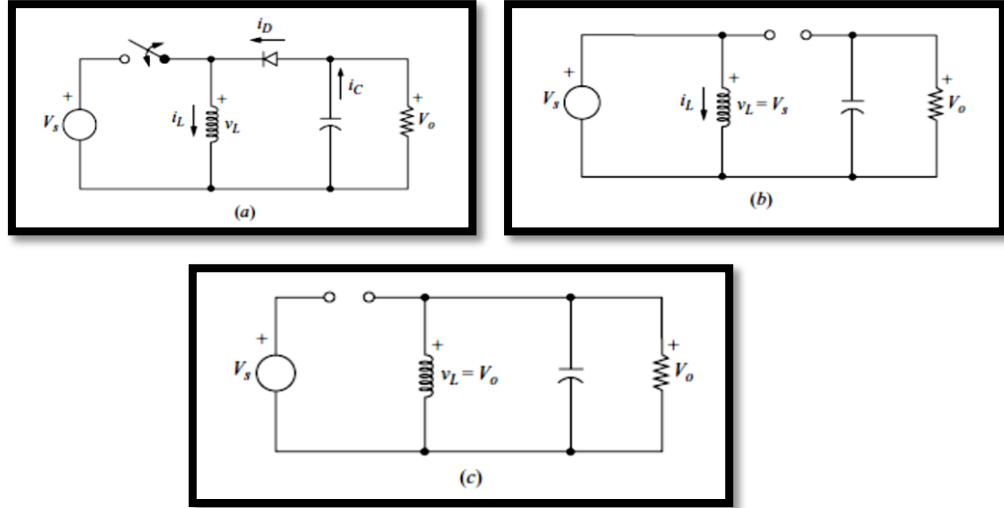 i_D
i_C
+
V_s
i_L
+
v_L
+
V_o
(a)
+
V_s
i_L
+
v_L = V_s
+
V_o
(b)
+
V_s
+
v_L = V_o
+
V_o
(c)